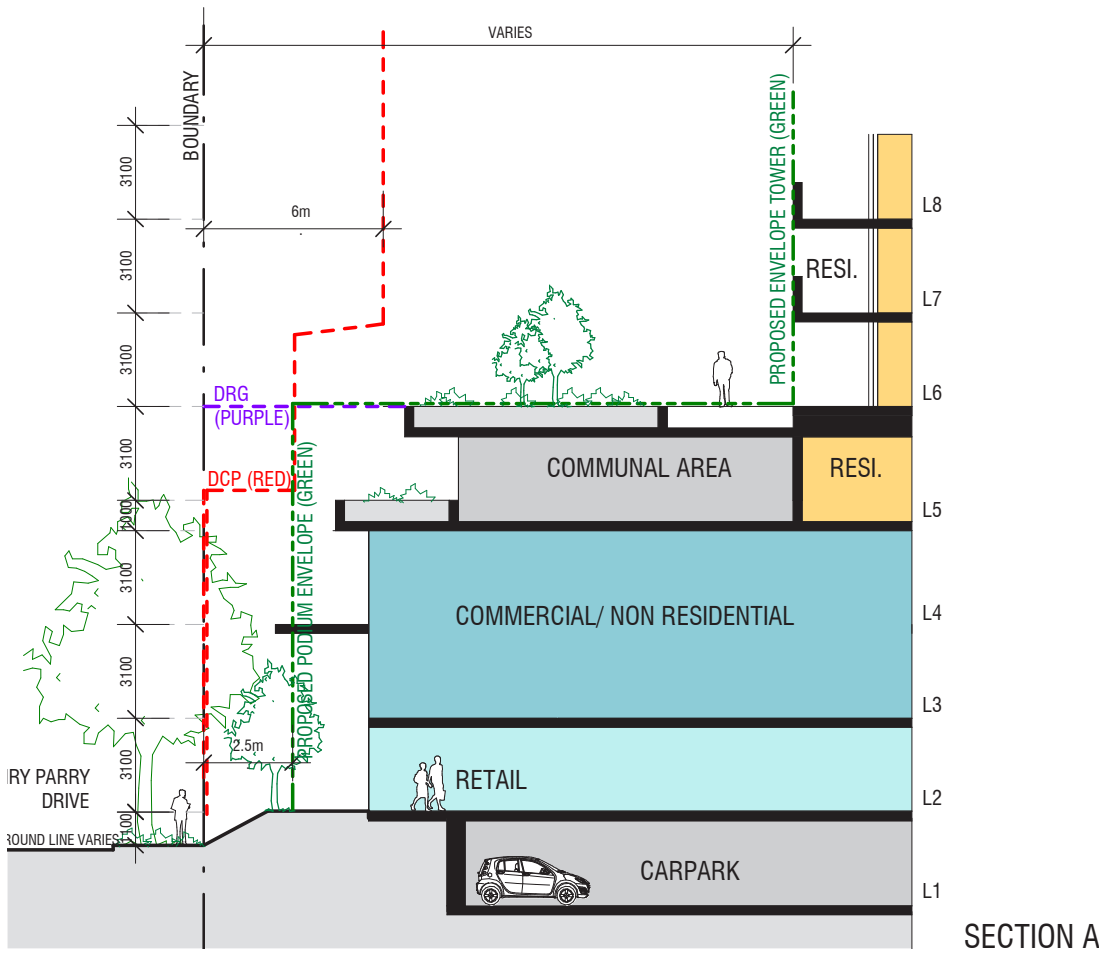 VARIES
BOUNDARY
PROPOSED ENVELOPE TOWER (GREEN)
3100
6m
L8
3100
RESI.
L7
3100
DRG
(PURPLE)
L6
3100
DCP (RED)
COMMUNAL AREA
RESI.
1000
L5
PROPOSED PODIUM ENVELOPE (GREEN)
3100
COMMERCIAL/ NON RESIDENTIAL
L4
3100
L3
2.5m
3100
RY PARRY
DRIVE
RETAIL
L2
ROUND LINE VARIES
CARPARK
L1
SECTION A